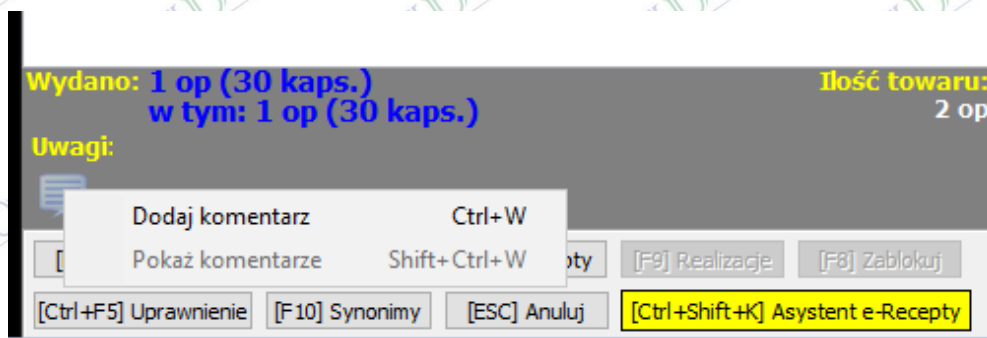 Wydano: 1 op (30 kaps.)
w tym: 1 op (30 kaps.)
Ilość towaru:
2 op
Uwagi:
Dodaj komentarz Ctrl+W
Pokaż komentarze Shift+Ctrl+W
[F9] Realizacje [F8] Zablokuj
[Ctrl+F5] Uprawnienie [F10] Synonimy [ESC] Anuluj [Ctrl+Shift+K] Asystent e-Recepty